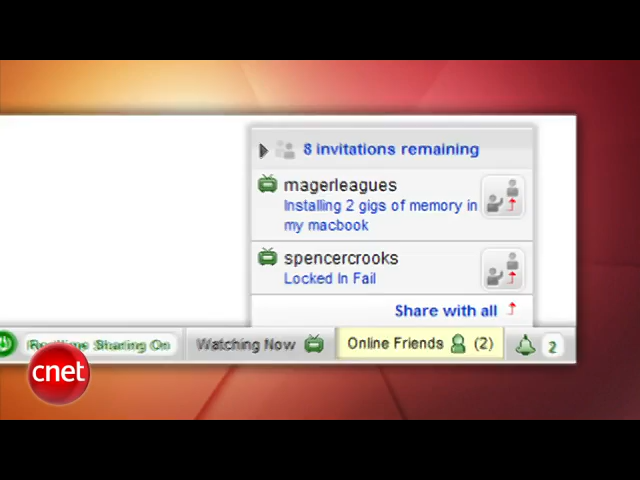 8 invitations remaining
magerleagues
Installing 2 gigs of memory in
my macbook
spencercrooks
Locked In Fail
Share with all
Realtime Sharing On
Watching Now
Online Friends (2)
2
cnet